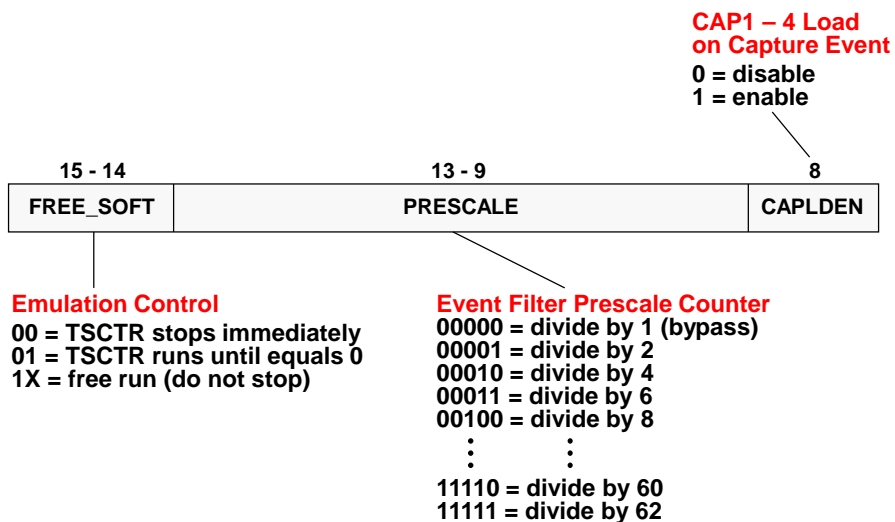 CAP1 – 4 Load
on Capture Event
0 = disable
1 = enable
15 - 14
13 - 9
8
FREE_SOFT
PRESCALE
CAPLDEN
Emulation Control
00 = TSCTR stops immediately
01 = TSCTR runs until equals 0
1X = free run (do not stop)
Event Filter Prescale Counter
00000 = divide by 1 (bypass)
00001 = divide by 2
00010 = divide by 4
00011 = divide by 6
00100 = divide by 8
11110 = divide by 60
11111 = divide by 62